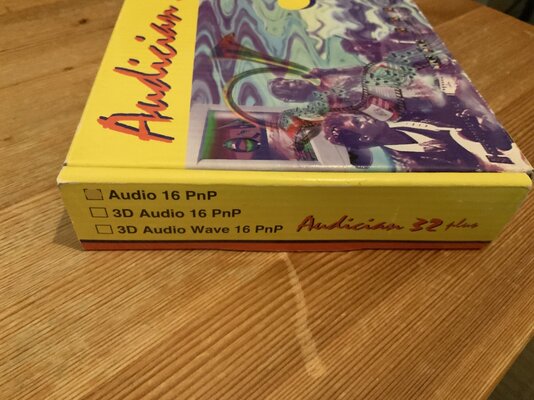 Audician
Audio 16 PnP
3D Audio 16 PnP
3D Audio Wave 16 PnP
Audician 32 plus